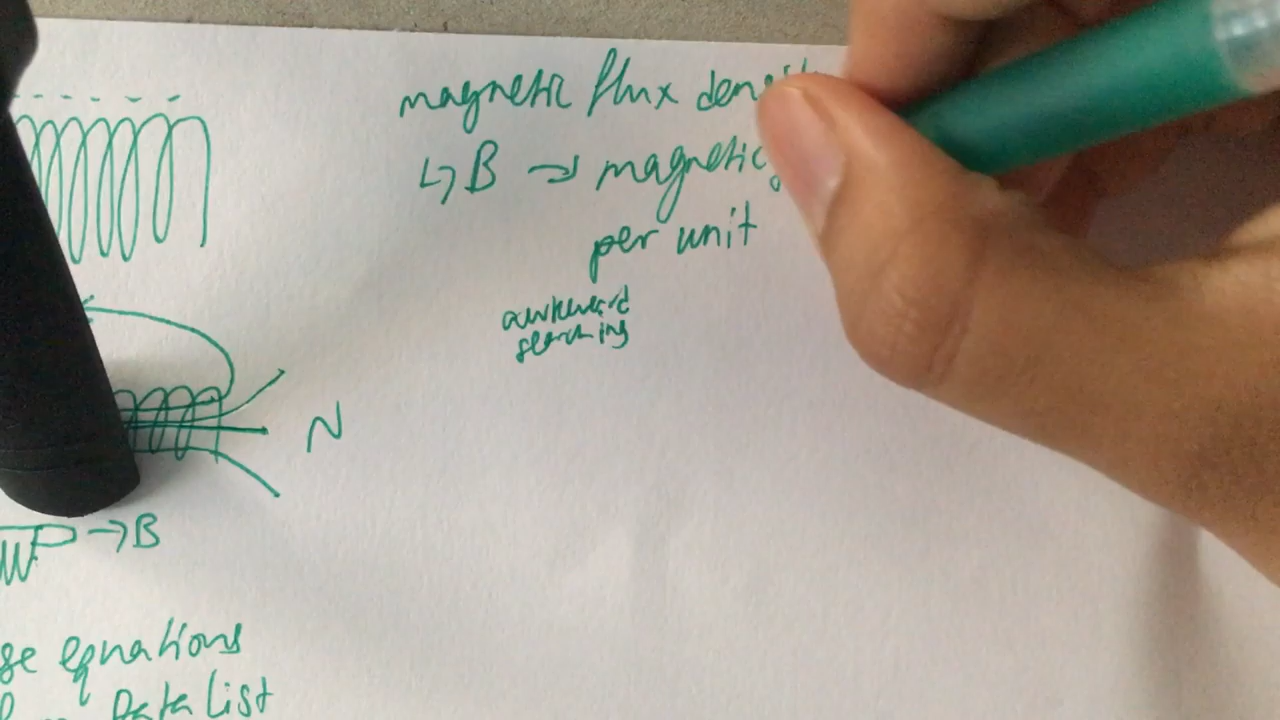 magnetic flux dens
↳ B → magnetic
per unit
awkward
searching
N
→B
se equations
Data List